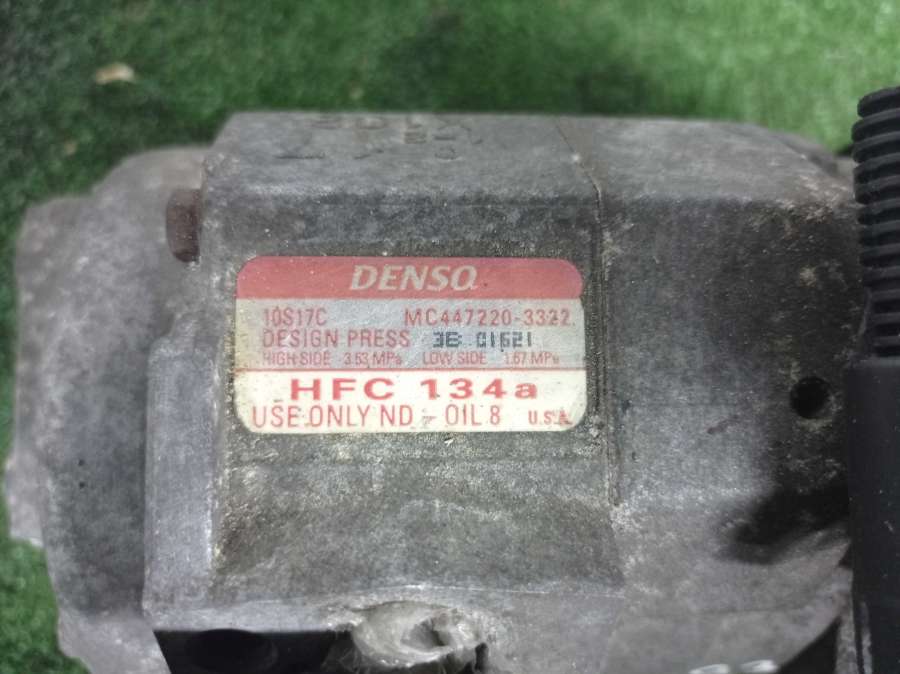 DENSO
10S17C MC447220-3322
DESIGN PRESS 3E 01621
HIGH SIDE 3.53 MPa LOW SIDE 1.67 MPa
HFC 134a
USE ONLY ND-OIL 8 U.S.A.